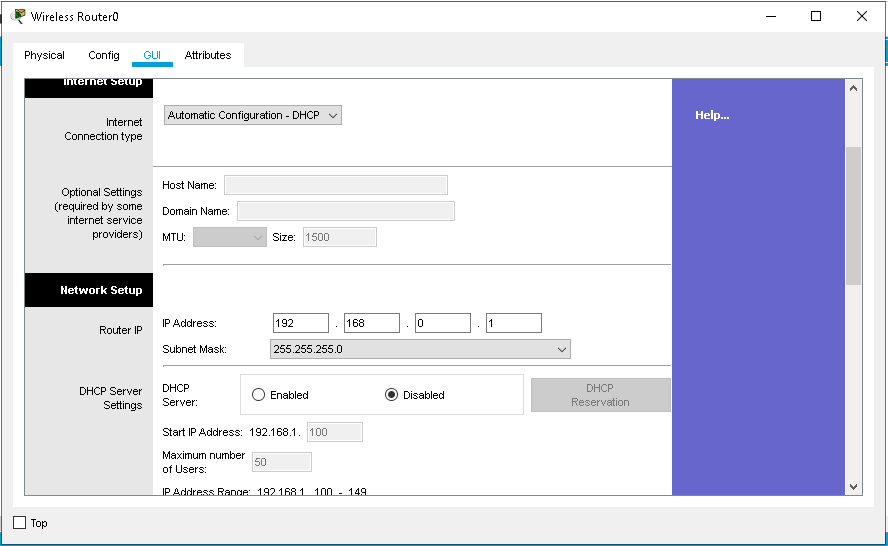 Wireless Router0
Physical Config GUI Attributes
Internet Setup
Internet
Connection type
Automatic Configuration - DHCP
Help...
Optional Settings
(required by some
internet service
providers)
Host Name:
Domain Name:
MTU: Size: 1500
Network Setup
Router IP
IP Address: 192 . 168 . 0 . 1
Subnet Mask: 255.255.255.0
DHCP Server
Settings
DHCP
Server:
Enabled Disabled
DHCP
Reservation
Start IP Address: 192.168.1. 100
Maximum number
of Users:
50
IP Address Range: 192.168.1. 100 - 149
Top